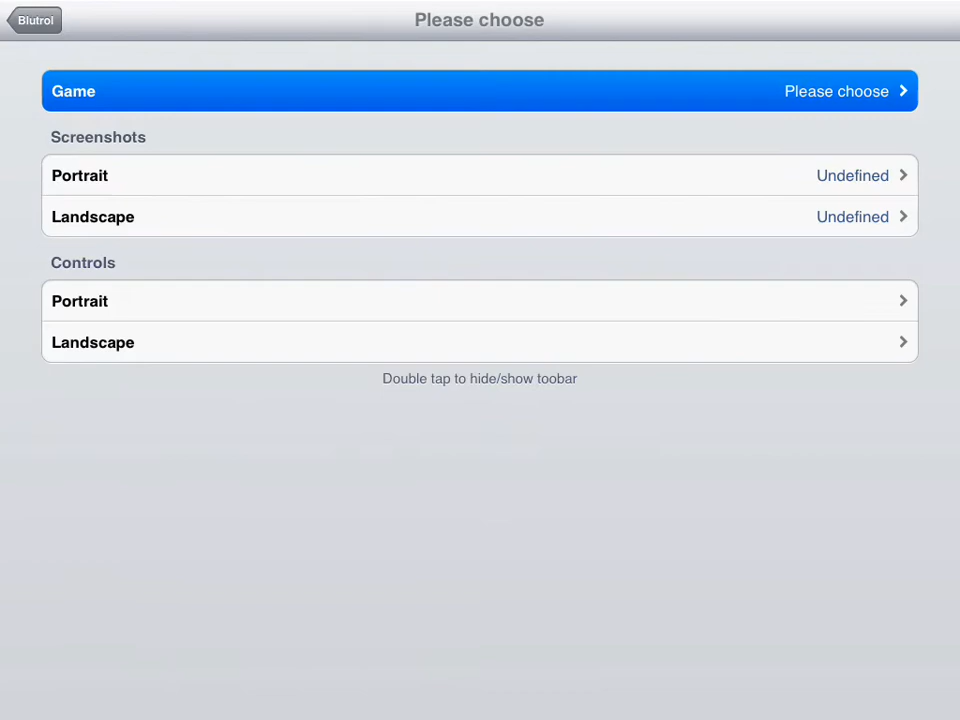 Blutrol
Please choose
Game Please choose
Screenshots
Portrait Undefined
Landscape Undefined
Controls
Portrait
Landscape
Double tap to hide/show toobar